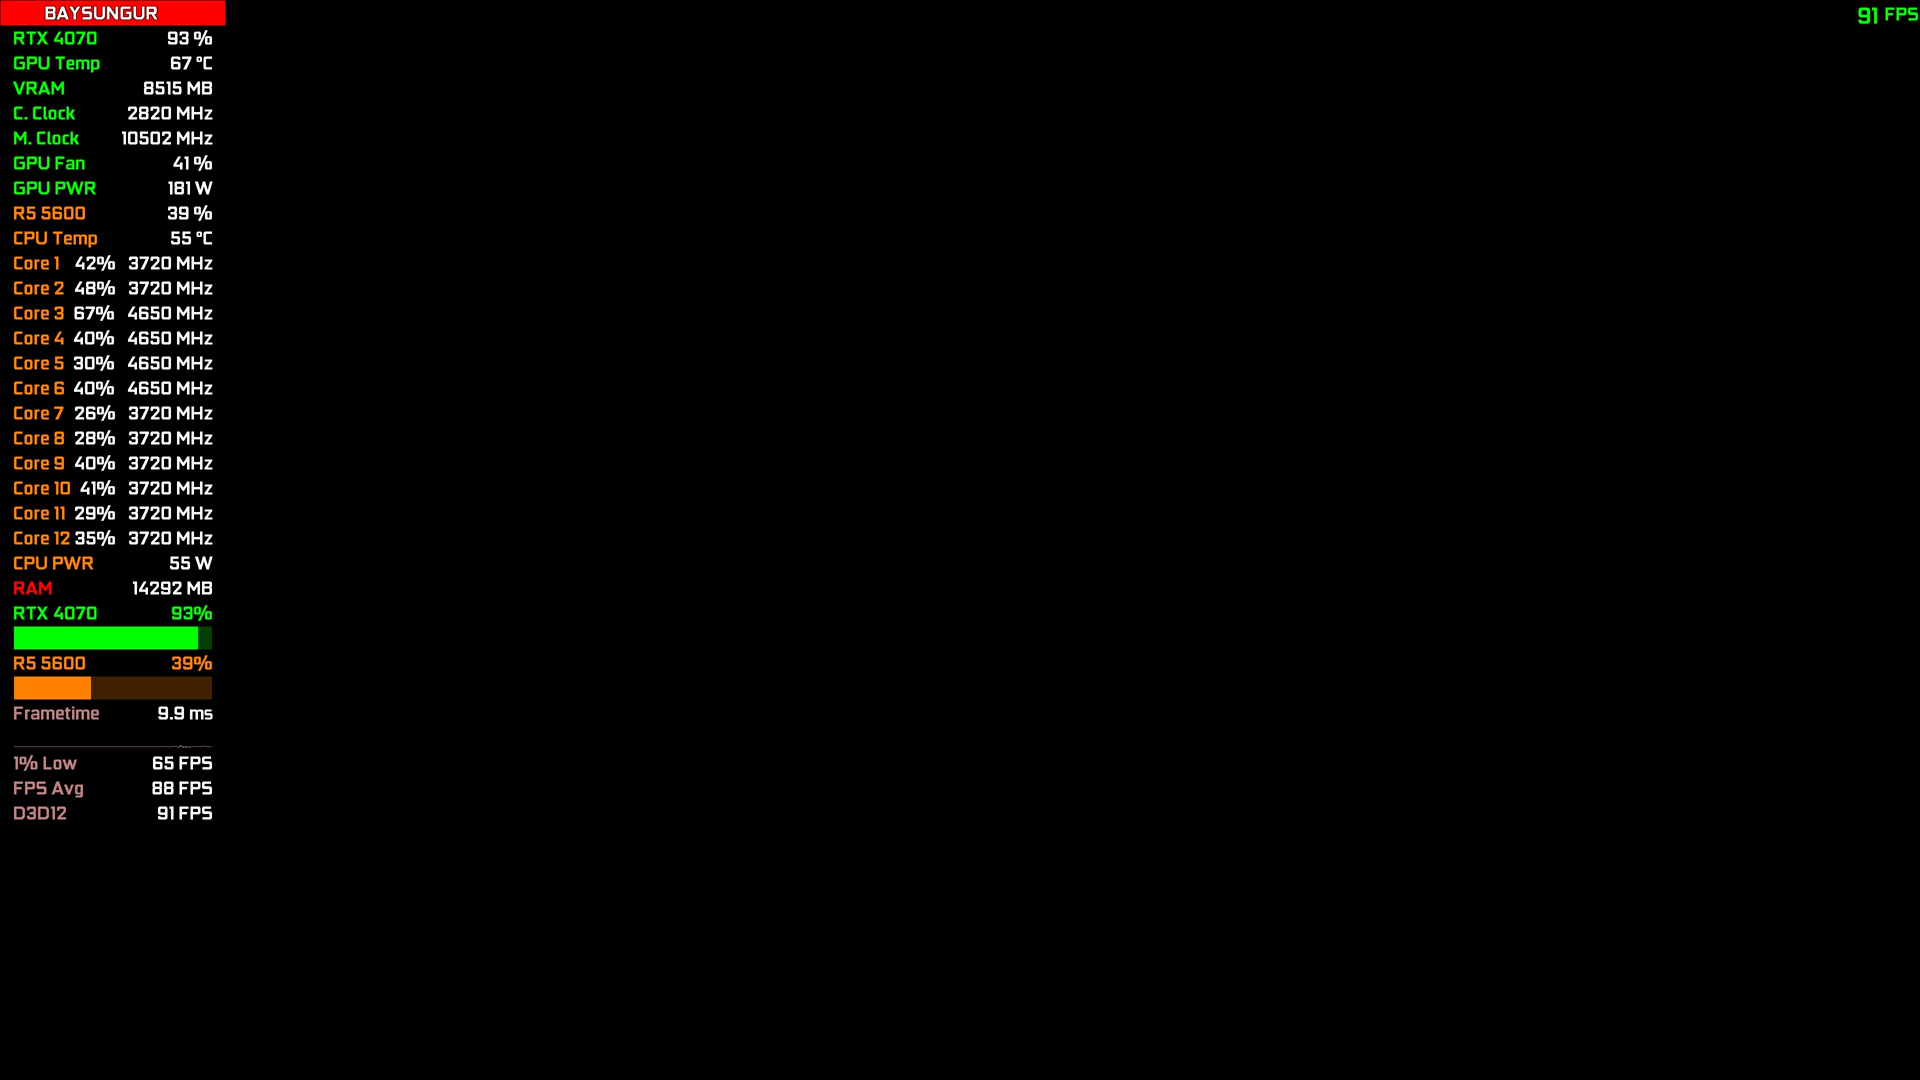 BAYSUNGUR
91 FPS
RTX 4070 93 %
GPU Temp 67 °C
VRAM 8515 MB
C. Clock 2820 MHz
M. Clock 10502 MHz
GPU Fan 41 %
GPU PWR 181 W
R5 5600 39 %
CPU Temp 55 °C
Core 1 42% 3720 MHz
Core 2 48% 3720 MHz
Core 3 67% 4650 MHz
Core 4 40% 4650 MHz
Core 5 30% 4650 MHz
Core 6 40% 4650 MHz
Core 7 26% 3720 MHz
Core 8 28% 3720 MHz
Core 9 40% 3720 MHz
Core 10 41% 3720 MHz
Core 11 29% 3720 MHz
Core 12 35% 3720 MHz
CPU PWR 55 W
RAM 14292 MB
RTX 4070 93%
R5 5600 39%
Frametime 9.9 ms
1% Low 65 FPS
FPS Avg 88 FPS
D3D12 91 FPS